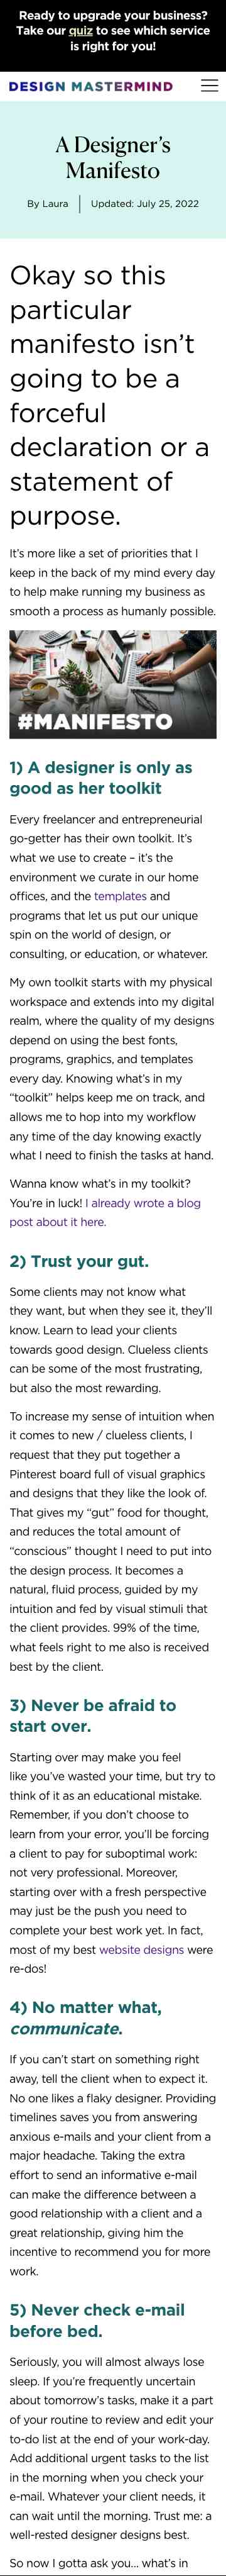 Ready to upgrade your business?
Take our quiz to see which service
is right for you!
DESIGN MASTERMIND
A Designer’s
Manifesto
By Laura
Updated: July 25, 2022
Okay so this
particular
manifesto isn’t
going to be a
forceful
declaration or a
statement of
purpose.
It’s more like a set of priorities that I
keep in the back of my mind every day
to help make running my business as
smooth a process as humanly possible.
#MANIFESTO
1) A designer is only as
good as her toolkit
Every freelancer and entrepreneurial
go-getter has their own toolkit. It’s
what we use to create – it’s the
environment we curate in our home
offices, and the templates and
programs that let us put our unique
spin on the world of design, or
consulting, or education, or whatever.
My own toolkit starts with my physical
workspace and extends into my digital
realm, where the quality of my designs
depend on using the best fonts,
programs, graphics, and templates
every day. Knowing what’s in my
“toolkit” helps keep me on track, and
allows me to hop into my workflow
any time of the day knowing exactly
what I need to finish the tasks at hand.
Wanna know what’s in my toolkit?
You’re in luck! I already wrote a blog
post about it here.
2) Trust your gut.
Some clients may not know what
they want, but when they see it, they’ll
know. Learn to lead your clients
towards good design. Clueless clients
can be some of the most frustrating,
but also the most rewarding.
To increase my sense of intuition when
it comes to new / clueless clients, I
request that they put together a
Pinterest board full of visual graphics
and designs that they like the look of.
That gives my “gut” food for thought,
and reduces the total amount of
“conscious” thought I need to put into
the design process. It becomes a
natural, fluid process, guided by my
intuition and fed by visual stimuli that
the client provides. 99% of the time,
what feels right to me also is received
best by the client.
3) Never be afraid to
start over.
Starting over may make you feel
like you’ve wasted your time, but try to
think of it as an educational mistake.
Remember, if you don’t choose to
learn from your error, you’ll be forcing
a client to pay for suboptimal work:
not very professional. Moreover,
starting over with a fresh perspective
may just be the push you need to
complete your best work yet. In fact,
most of my best website designs were
re-dos!
4) No matter what,
communicate.
If you can’t start on something right
away, tell the client when to expect it.
No one likes a flaky designer. Providing
timelines saves you from answering
anxious e-mails and your client from a
major headache. Taking the extra
effort to send an informative e-mail
can make the difference between a
good relationship with a client and a
great relationship, giving him the
incentive to recommend you for more
work.
5) Never check e-mail
before bed.
Seriously, you will almost always lose
sleep. If you’re frequently uncertain
about tomorrow’s tasks, make it a part
of your routine to review and edit your
to-do list at the end of your work-day.
Add additional urgent tasks to the list
in the morning when you check your
e-mail. Whatever your client needs, it
can wait until the morning. Trust me: a
well-rested designer designs best.
So now I gotta ask you… what’s in